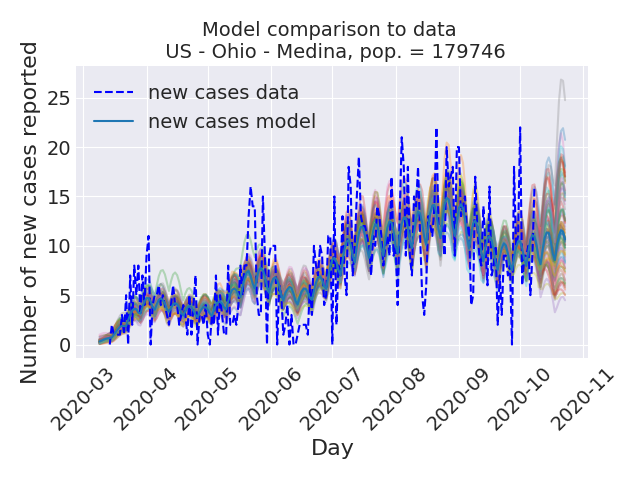 Model comparison to data
US - Ohio - Medina, pop. = 179746
Number of new cases reported
new cases data
new cases model
25
20
15
10
5
0
2020-03
2020-04
2020-05
2020-06
2020-07
2020-08
2020-09
2020-10
2020-11
Day